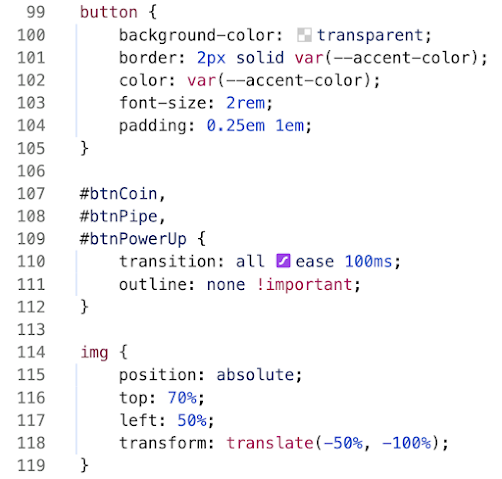 99 button {
100 background-color: transparent;
101 border: 2px solid var(--accent-color);
102 color: var(--accent-color);
103 font-size: 2rem;
104 padding: 0.25em 1em;
105 }
106
107 #btnCoin,
108 #btnPipe,
109 #btnPowerUp {
110 transition: all ease 100ms;
111 outline: none !important;
112 }
113
114 img {
115 position: absolute;
116 top: 70%;
117 left: 50%;
118 transform: translate(-50%, -100%);
119 }